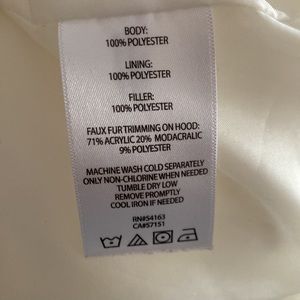 BODY:
100% POLYESTER
LINING:
100% POLYESTER
FILLER:
100% POLYESTER
FAUX FUR TRIMMING ON HOOD:
71% ACRYLIC 20% MODACRALIC
9% POLYESTER
MACHINE WASH COLD SEPARATELY
ONLY NON-CHLORINE WHEN NEEDED
TUMBLE DRY LOW
REMOVE PROMPTLY
COOL IRON IF NEEDED
RN#54163
CA#57151